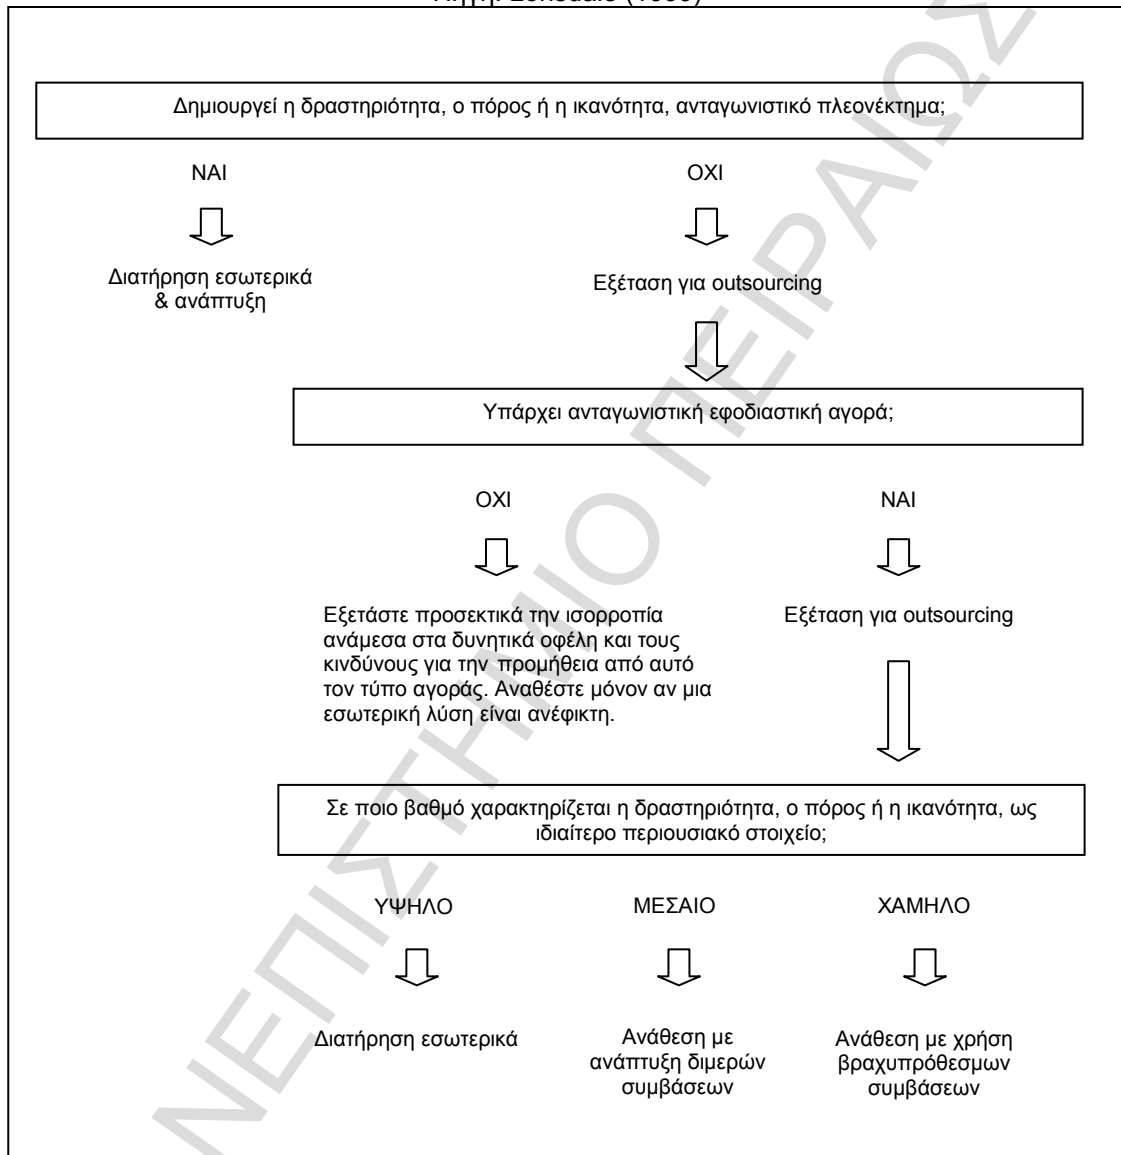 Δημιουργεί η δραστηριότητα, ο πόρος ή η ικανότητα, ανταγωνιστικό πλεονέκτημα;
ΝΑΙ
ΟΧΙ
Διατήρηση εσωτερικά
& ανάπτυξη
Εξέταση για outsourcing
Υπάρχει ανταγωνιστική εφοδιαστική αγορά;
ΟΧΙ
ΝΑΙ
Εξετάστε προσεκτικά την ισορροπία
ανάμεσα στα δυνητικά οφέλη και τους
κινδύνους για την προμήθεια από αυτό
τον τύπο αγοράς. Αναθέστε μόνον αν μια
εσωτερική λύση είναι ανέφικτη.
Εξέταση για outsourcing
Σε ποιο βαθμό χαρακτηρίζεται η δραστηριότητα, ο πόρος ή η ικανότητα, ως
ιδιαίτερο περιουσιακό στοιχείο;
ΥΨΗΛΟ
ΜΕΣΑΙΟ
ΧΑΜΗΛΟ
Διατήρηση εσωτερικά
Ανάθεση με
ανάπτυξη διμερών
συμβάσεων
Ανάθεση με χρήση
βραχυπρόθεσμων
συμβάσεων
ΝΕΠΙΣΤΗΜΙΟ ΠΕΙΡΑΙΩΣ